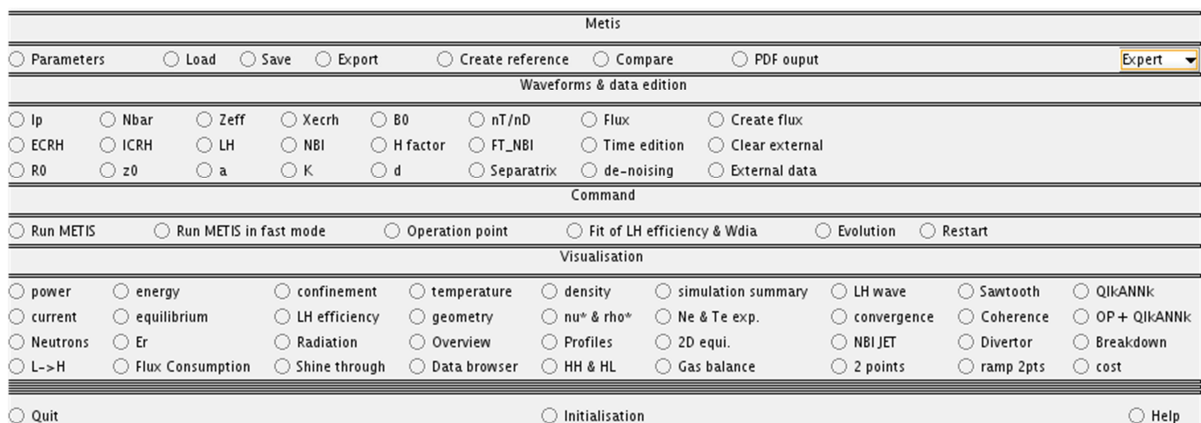 Metis
Parameters Load Save Export Create reference Compare PDF ouput Expert
Waveforms & data edition
Ip Nbar Zeff Xecrh B0 nT/nD Flux Create flux
ECRH ICRH LH NBI H factor FT_NBI Time edition Clear external
R0 z0 a K d Separatrix de-noising External data
Command
Run METIS Run METIS in fast mode Operation point Fit of LH efficiency & Wdia Evolution Restart
Visualisation
power energy confinement temperature density simulation summary LH wave Sawtooth QlkANNk
current equilibrium LH efficiency geometry nu* & rho* Ne & Te exp. convergence Coherence OP + QlkANNk
Neutrons Er Radiation Overview Profiles 2D equi. NBI JET Divertor Breakdown
L->H Flux Consumption Shine through Data browser HH & HL Gas balance 2 points ramp 2pts cost
Quit Initialisation Help